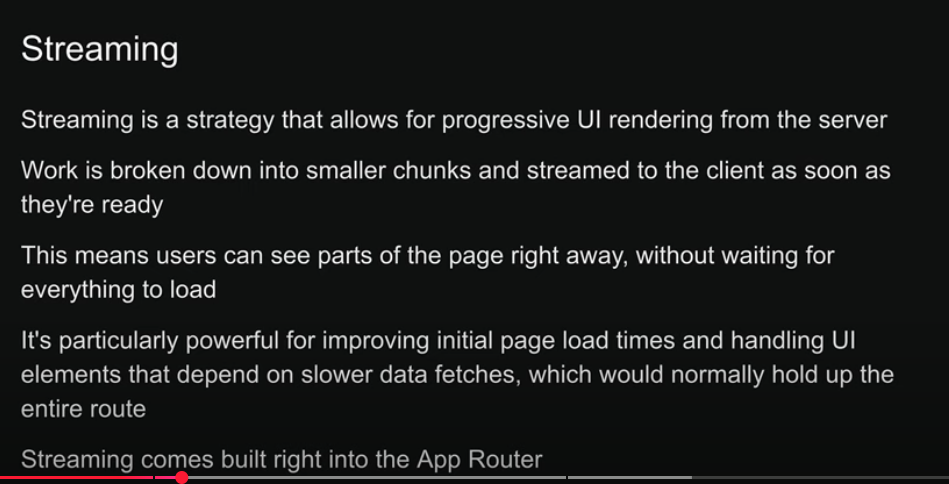 Streaming
Streaming is a strategy that allows for progressive UI rendering from the server
Work is broken down into smaller chunks and streamed to the client as soon as
they're ready
This means users can see parts of the page right away, without waiting for
everything to load
It's particularly powerful for improving initial page load times and handling UI
elements that depend on slower data fetches, which would normally hold up the
entire route
Streaming comes built right into the App Router